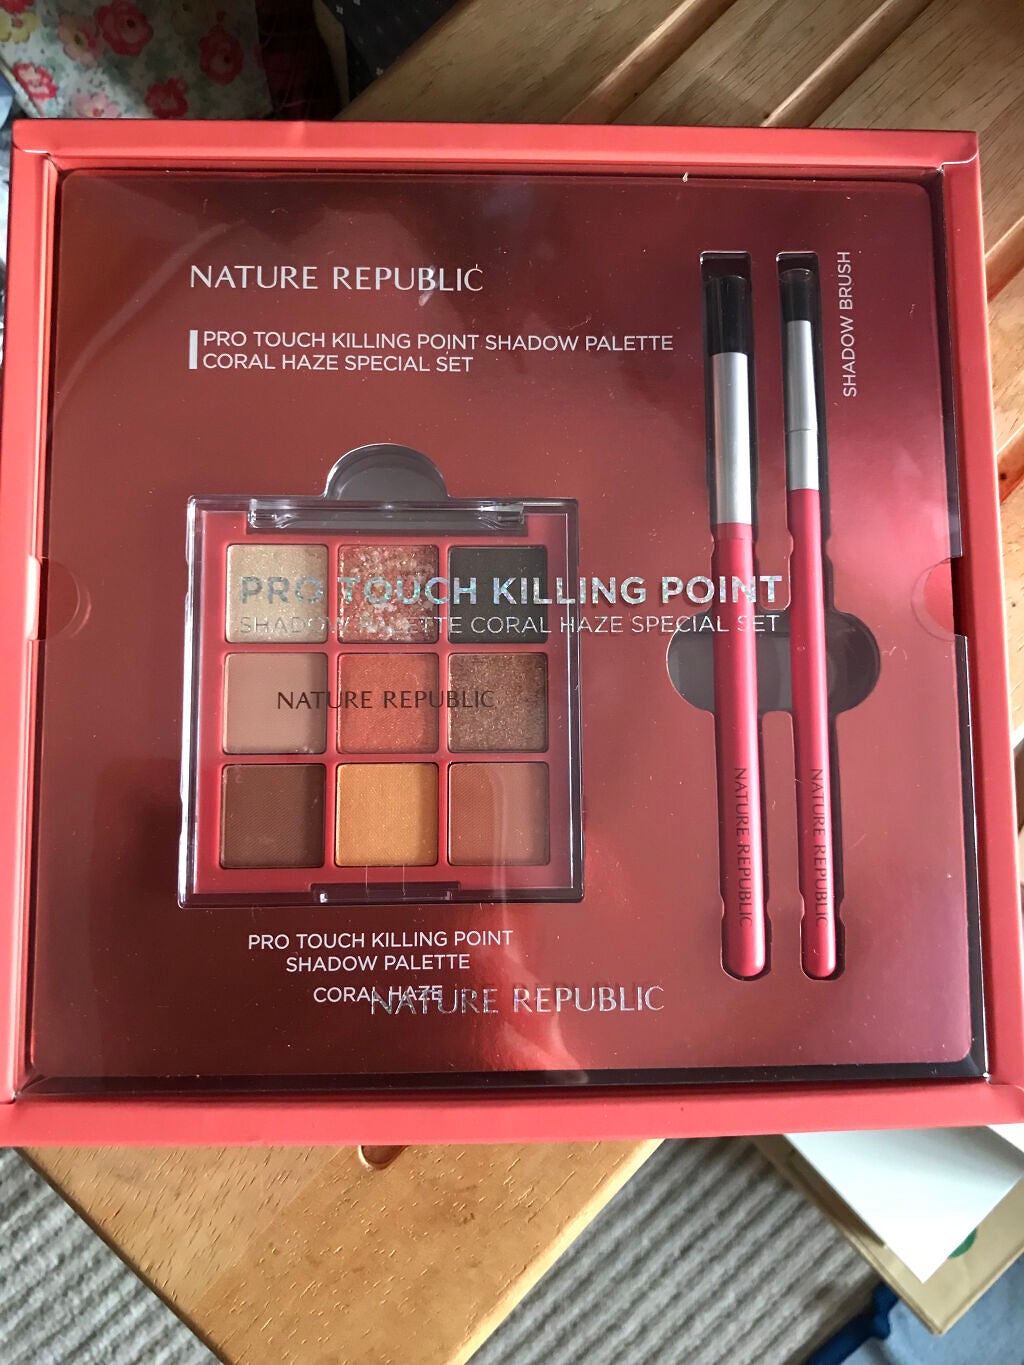 NATURE REPUBLIC
PRO TOUCH KILLING POINT SHADOW PALETTE
CORAL HAZE SPECIAL SET
SHADOW BRUSH
PRO TOUCH KILLING POINT
SHADOW PALETTE CORAL HAZE SPECIAL SET
NATURE REPUBLIC
NATURE REPUBLIC
NATURE REPUBLIC
PRO TOUCH KILLING POINT
SHADOW PALETTE
CORAL HAZE
NATURE REPUBLIC